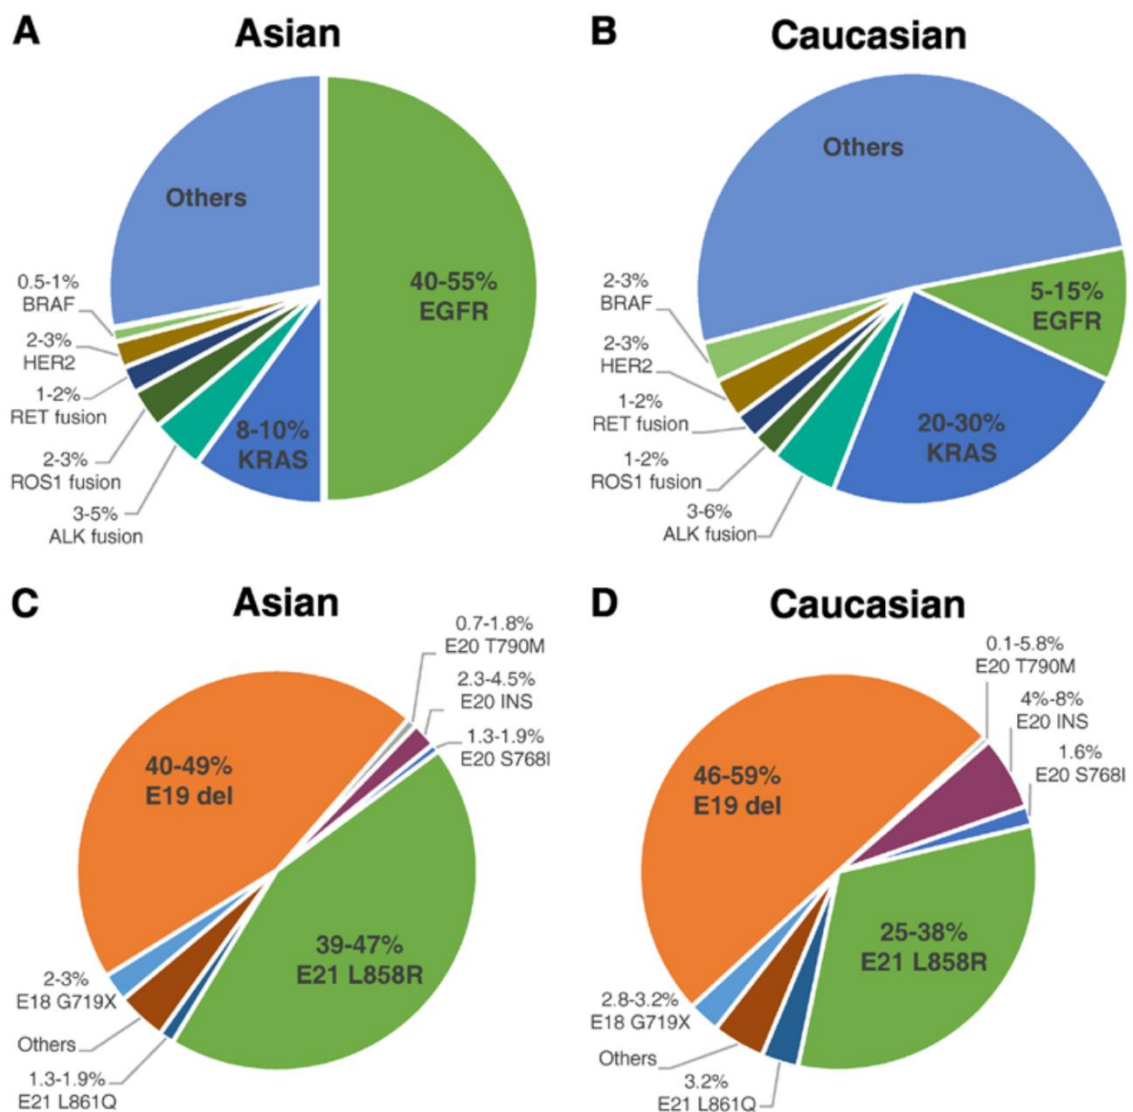 A
Asian
Others
40-55%
EGFR
8-10%
KRAS
0.5-1%
BRAF
2-3%
HER2
1-2%
RET fusion
2-3%
ROS1 fusion
3-5%
ALK fusion
B
Caucasian
Others
5-15%
EGFR
20-30%
KRAS
2-3%
BRAF
2-3%
HER2
1-2%
RET fusion
1-2%
ROS1 fusion
3-6%
ALK fusion
C
Asian
0.7-1.8%
E20 T790M
2.3-4.5%
E20 INS
1.3-1.9%
E20 S768I
40-49%
E19 del
39-47%
E21 L858R
2-3%
E18 G719X
Others
1.3-1.9%
E21 L861Q
D
Caucasian
0.1-5.8%
E20 T790M
4%-8%
E20 INS
1.6%
E20 S768I
46-59%
E19 del
25-38%
E21 L858R
2.8-3.2%
E18 G719X
Others
3.2%
E21 L861Q